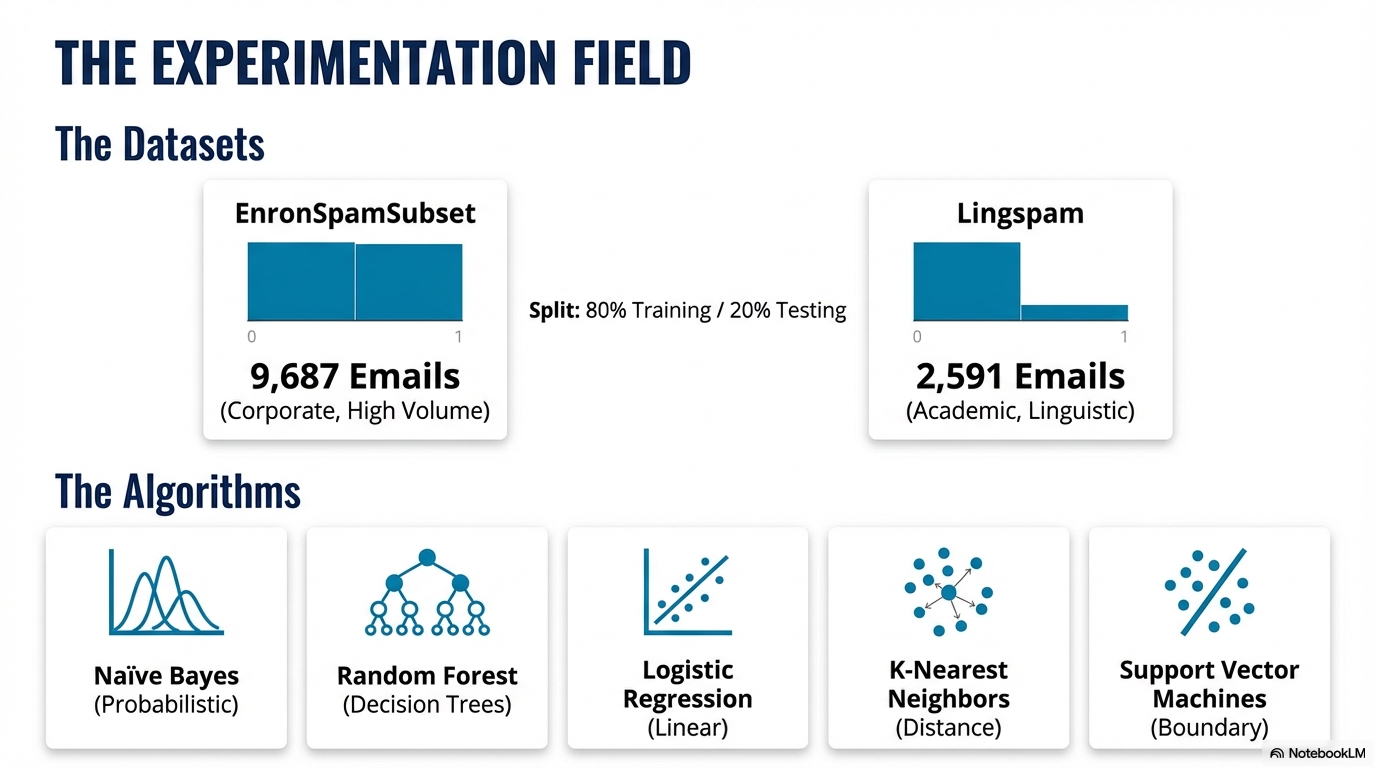 THE EXPERIMENTATION FIELD
The Datasets
EnronSpamSubset
0 1
9,687 Emails
(Corporate, High Volume)
Split: 80% Training / 20% Testing
Lingspam
0 1
2,591 Emails
(Academic, Linguistic)
The Algorithms
Naïve Bayes
(Probabilistic)
Random Forest
(Decision Trees)
Logistic
Regression
(Linear)
K-Nearest
Neighbors
(Distance)
Support Vector
Machines
(Boundary)
NotebookLM